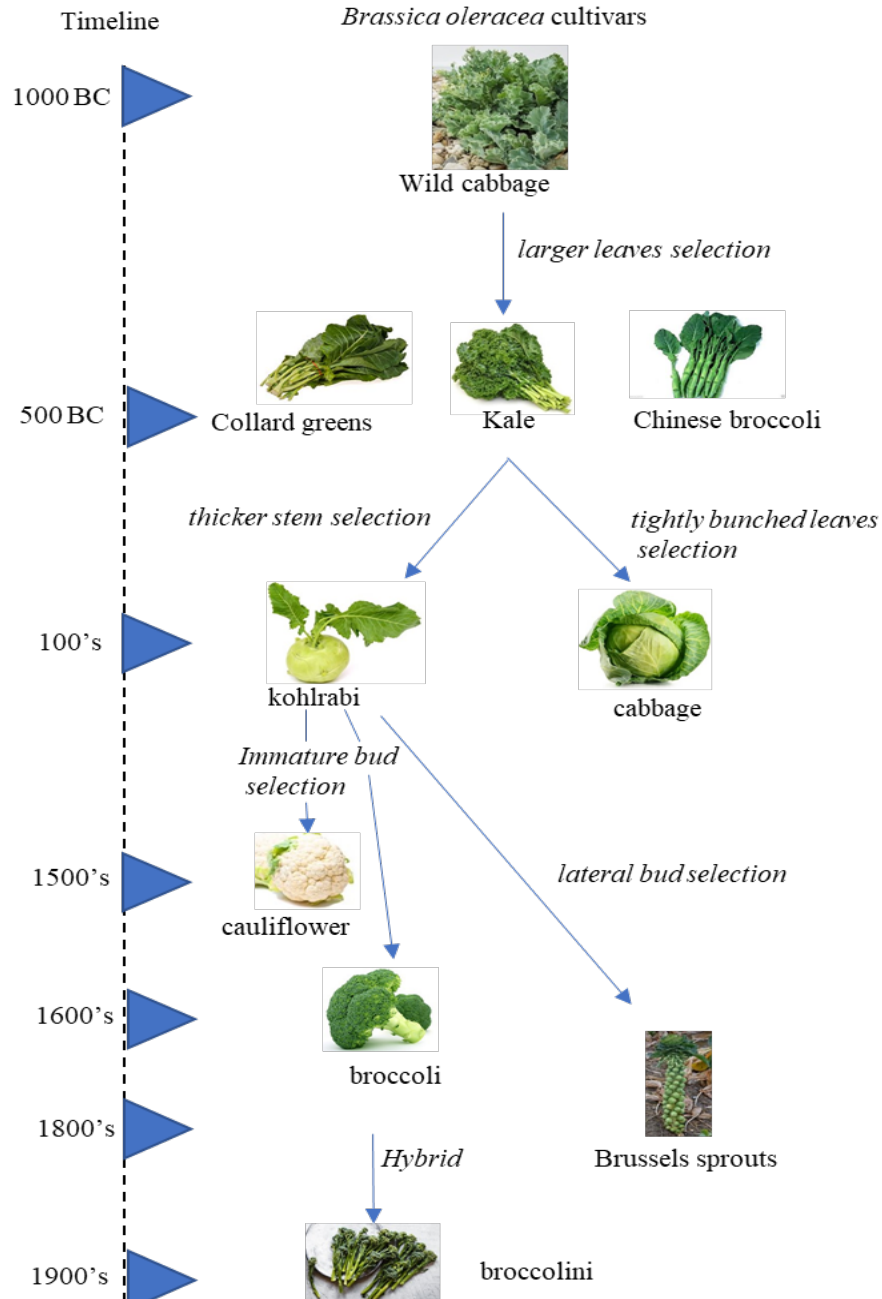 Timeline
Brassica oleracea cultivars
1000 BC
Wild cabbage
larger leaves selection
500 BC
Collard greens
Kale
Chinese broccoli
thicker stem selection
tightly bunched leaves
selection
100's
kohlrabi
cabbage
Immature bud
selection
1500's
cauliflower
lateral bud selection
1600's
broccoli
1800's
Hybrid
Brussels sprouts
1900's
broccolini